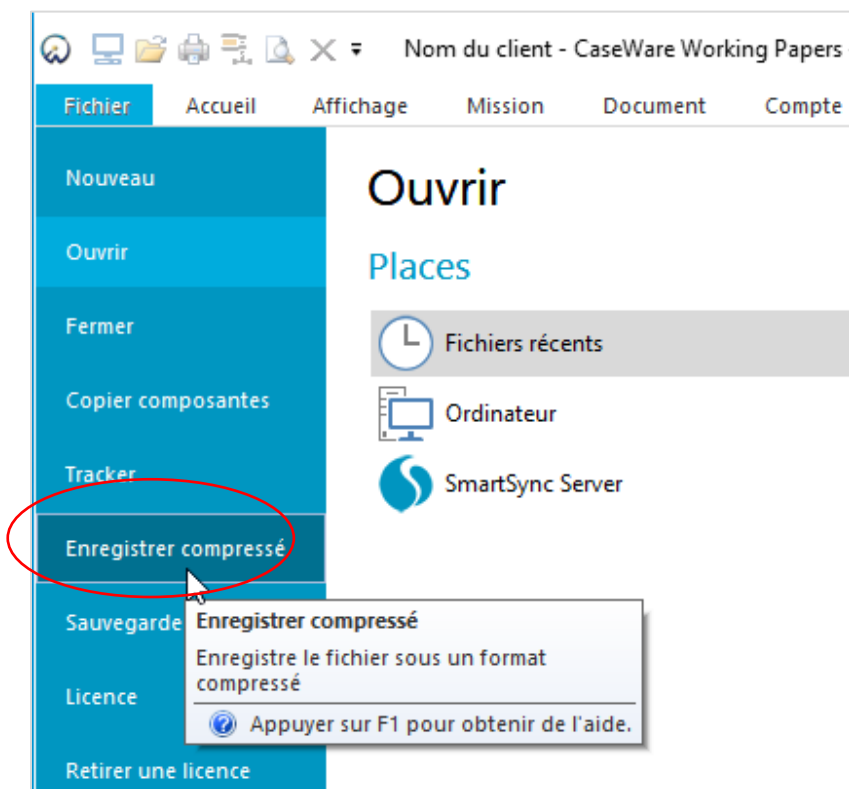 Nom du client - CaseWare Working Papers
Fichier Accueil Affichage Mission Document Compte
Nouveau
Ouvrir
Fermer
Copier composantes
Tracker
Enregistrer compressé
Sauvegarde
Licence
Retirer une licence
Ouvrir
Places
Fichiers récents
Ordinateur
SmartSync Server
Enregistrer compressé
Enregistre le fichier sous un format
compressé
Appuyer sur F1 pour obtenir de l'aide.